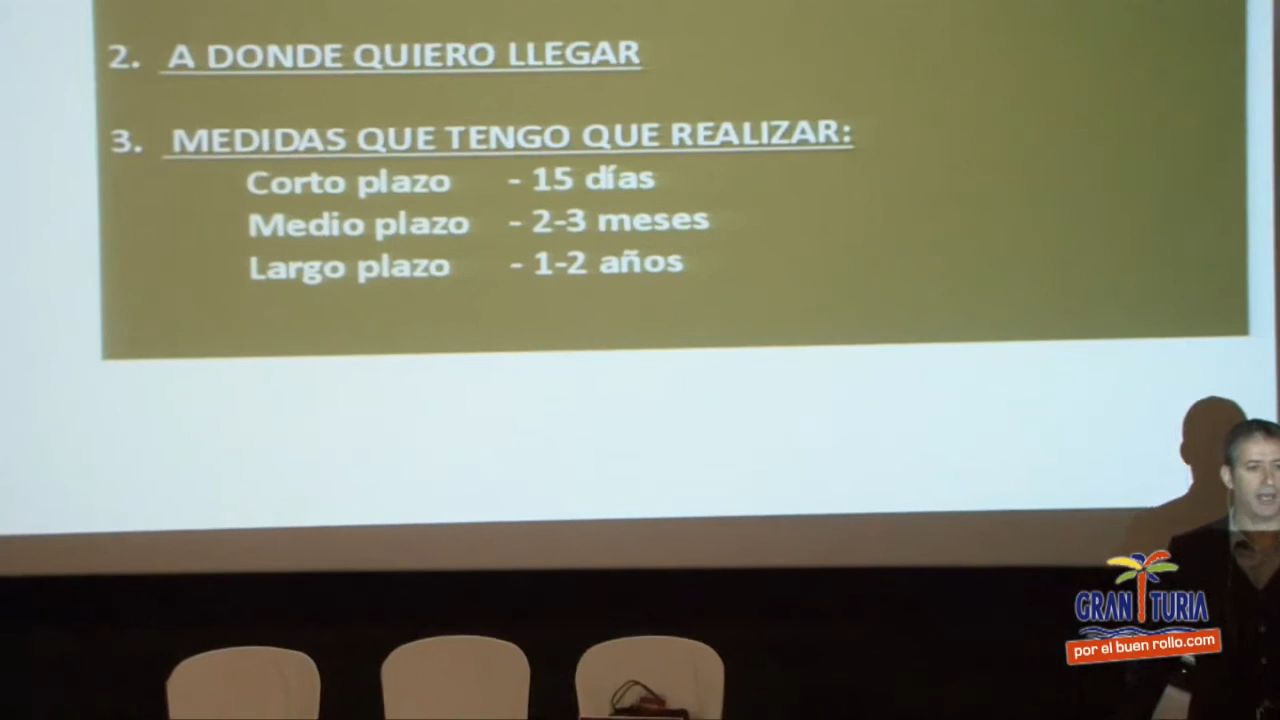 2. A DONDE QUIERO LLEGAR
3. MEDIDAS QUE TENGO QUE REALIZAR:
Corto plazo - 15 días
Medio plazo - 2-3 meses
Largo plazo - 1-2 años
GRAN TURIA
por el buen rollo.com